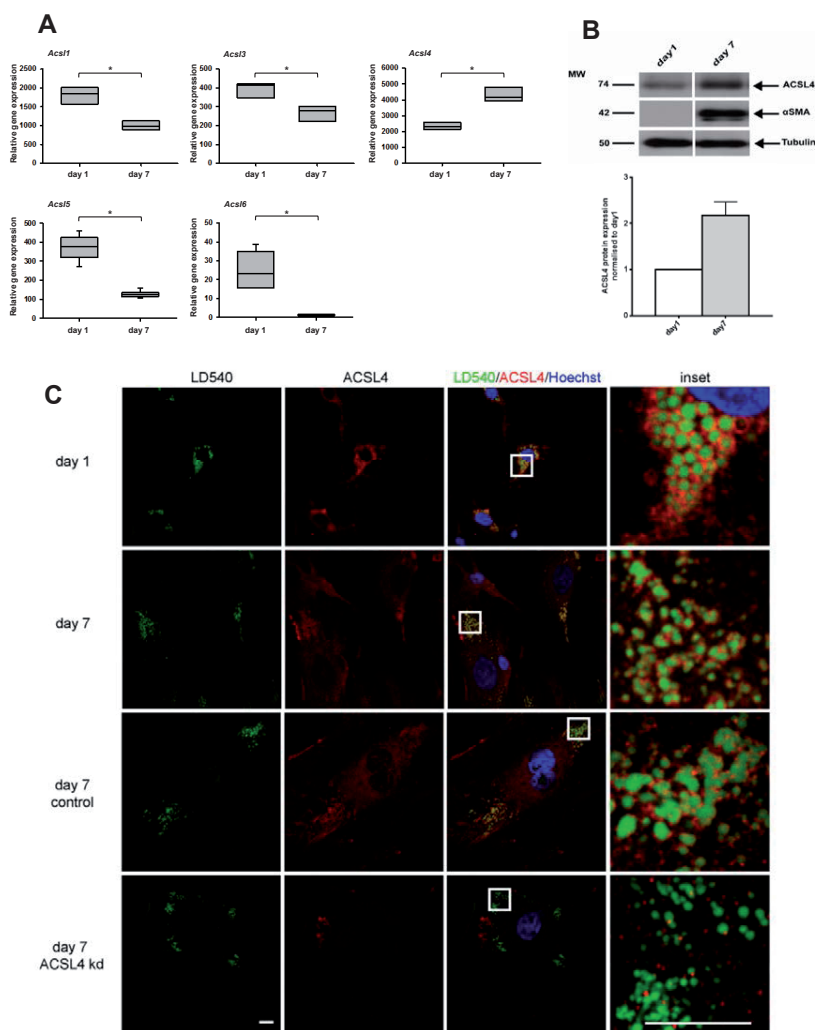 A
Acsl1
Relative gene expression
2500
2000
1500
1000
500
0
*
day 1
day 7
Acsl3
Relative gene expression
500
400
300
200
100
0
*
day 1
day 7
Acsl4
Relative gene expression
6000
5000
4000
3000
2000
1000
0
*
day 1
day 7
Acsl5
Relative gene expression
500
400
300
200
100
0
*
day 1
day 7
Acsl6
Relative gene expression
60
50
40
30
20
10
0
*
day 1
day 7
B
day1
day 7
MW
74
ACSL4
42
αSMA
50
Tubulin
ACSL4 protein expression
normalised to day1
3
2
1
0
day1
day7
C
LD540
ACSL4
LD540/ACSL4/Hoechst
inset
day 1
day 7
day 7
control
day 7
ACSL4 kd